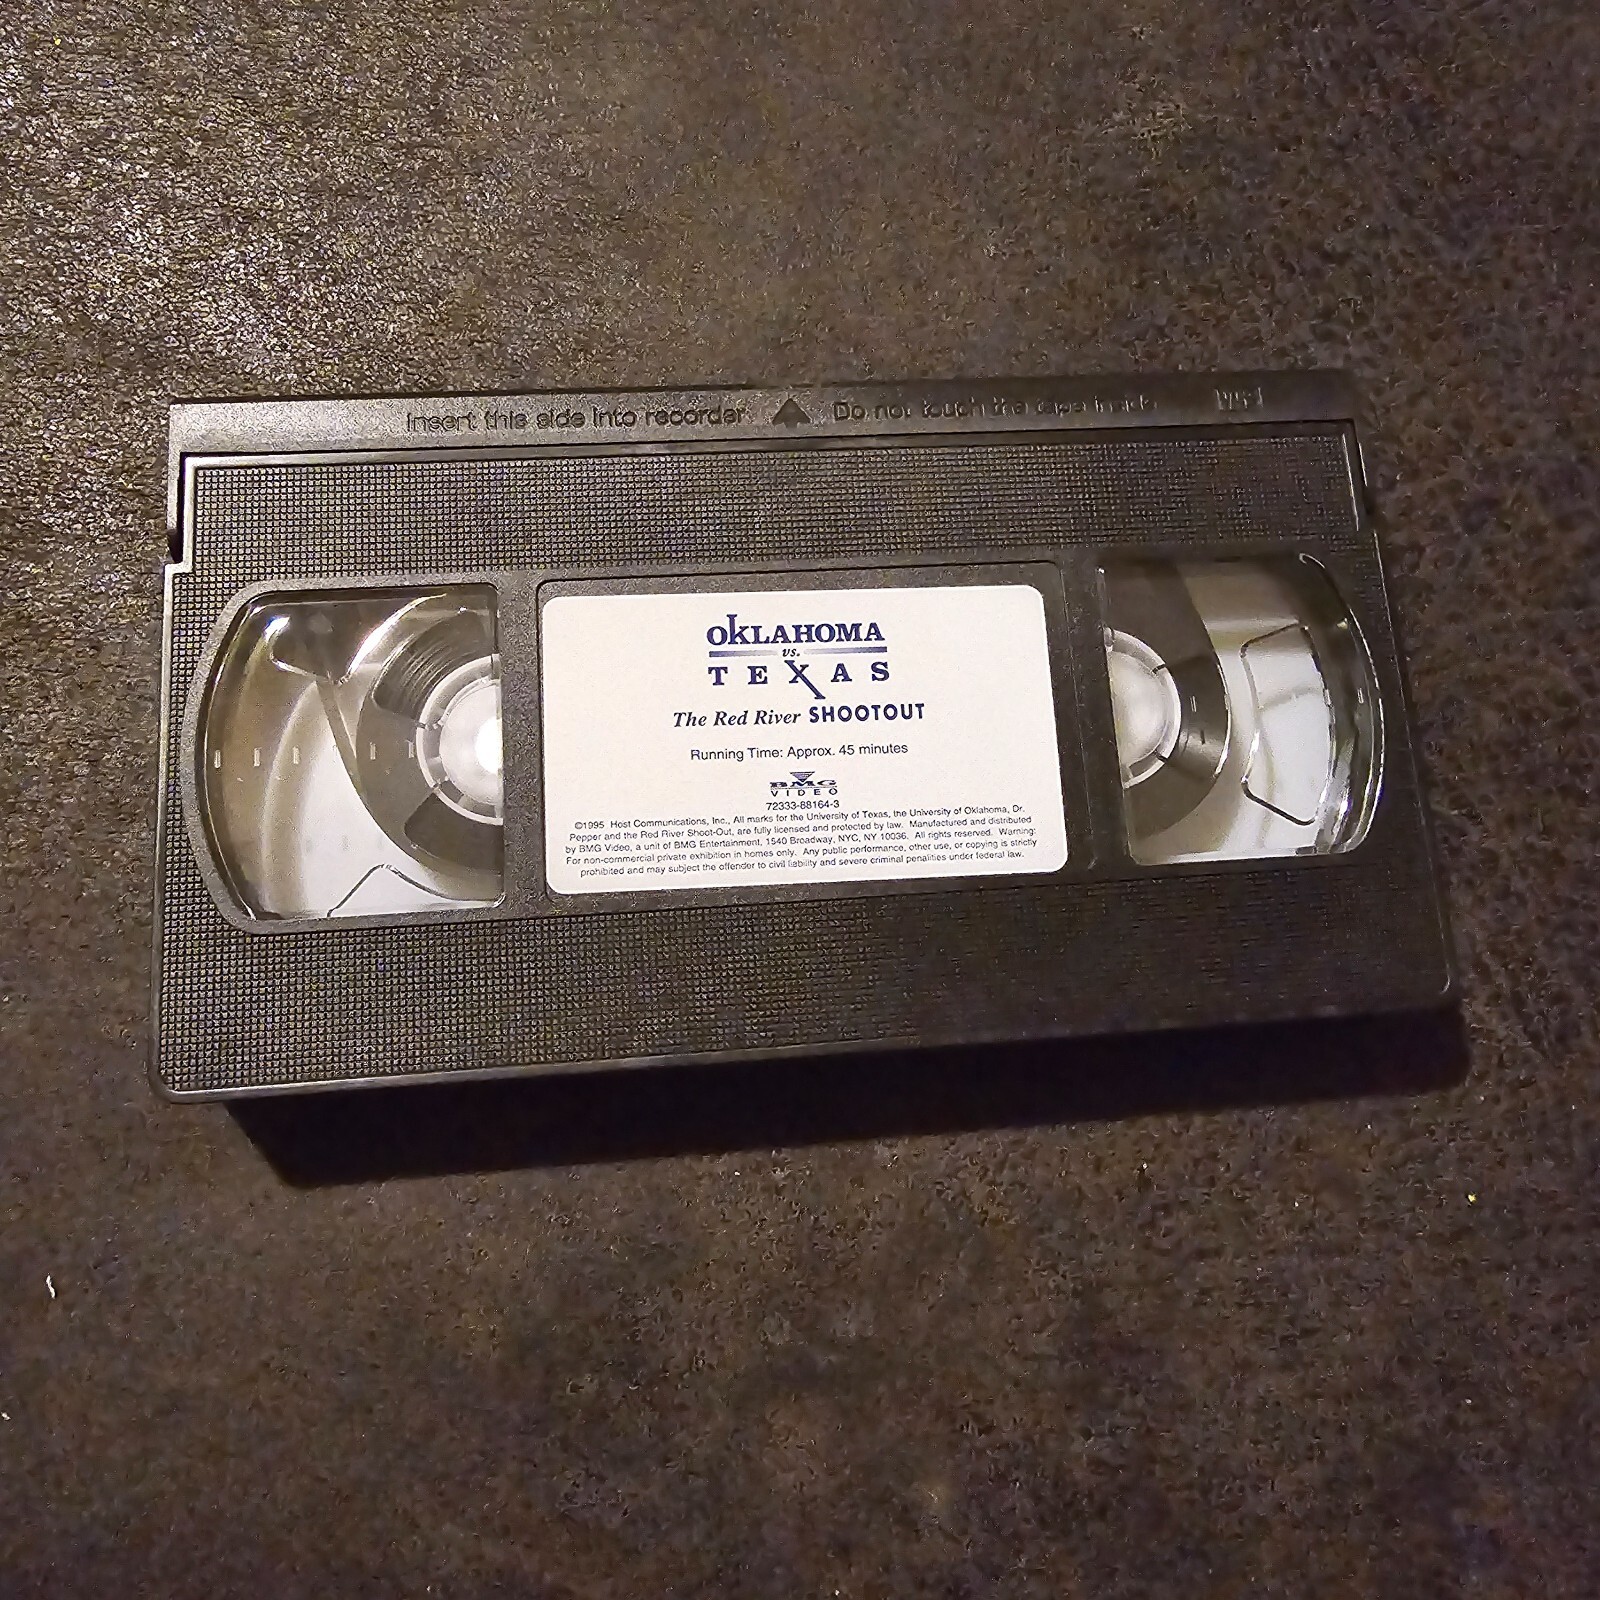 Insert this side into recorder Do not touch the tape inside VHS
OKLAHOMA
vs.
TEXAS
The Red River SHOOTOUT
Running Time: Approx. 45 minutes
BMG
VIDEO
72333-88164-3
©1995 Host Communications, Inc., All marks for the University of Texas, the University of Oklahoma, Dr.
Pepper and the Red River Shoot-Out, are fully licensed and protected by law. Manufactured and distributed
by BMG Video, a unit of BMG Entertainment, 1540 Broadway, NYC, NY 10036. All rights reserved. Warning:
For non-commercial private exhibition in homes only. Any public performance, other use, or copying is strictly
prohibited and may subject the offender to civil liability and severe criminal penalties under federal law.